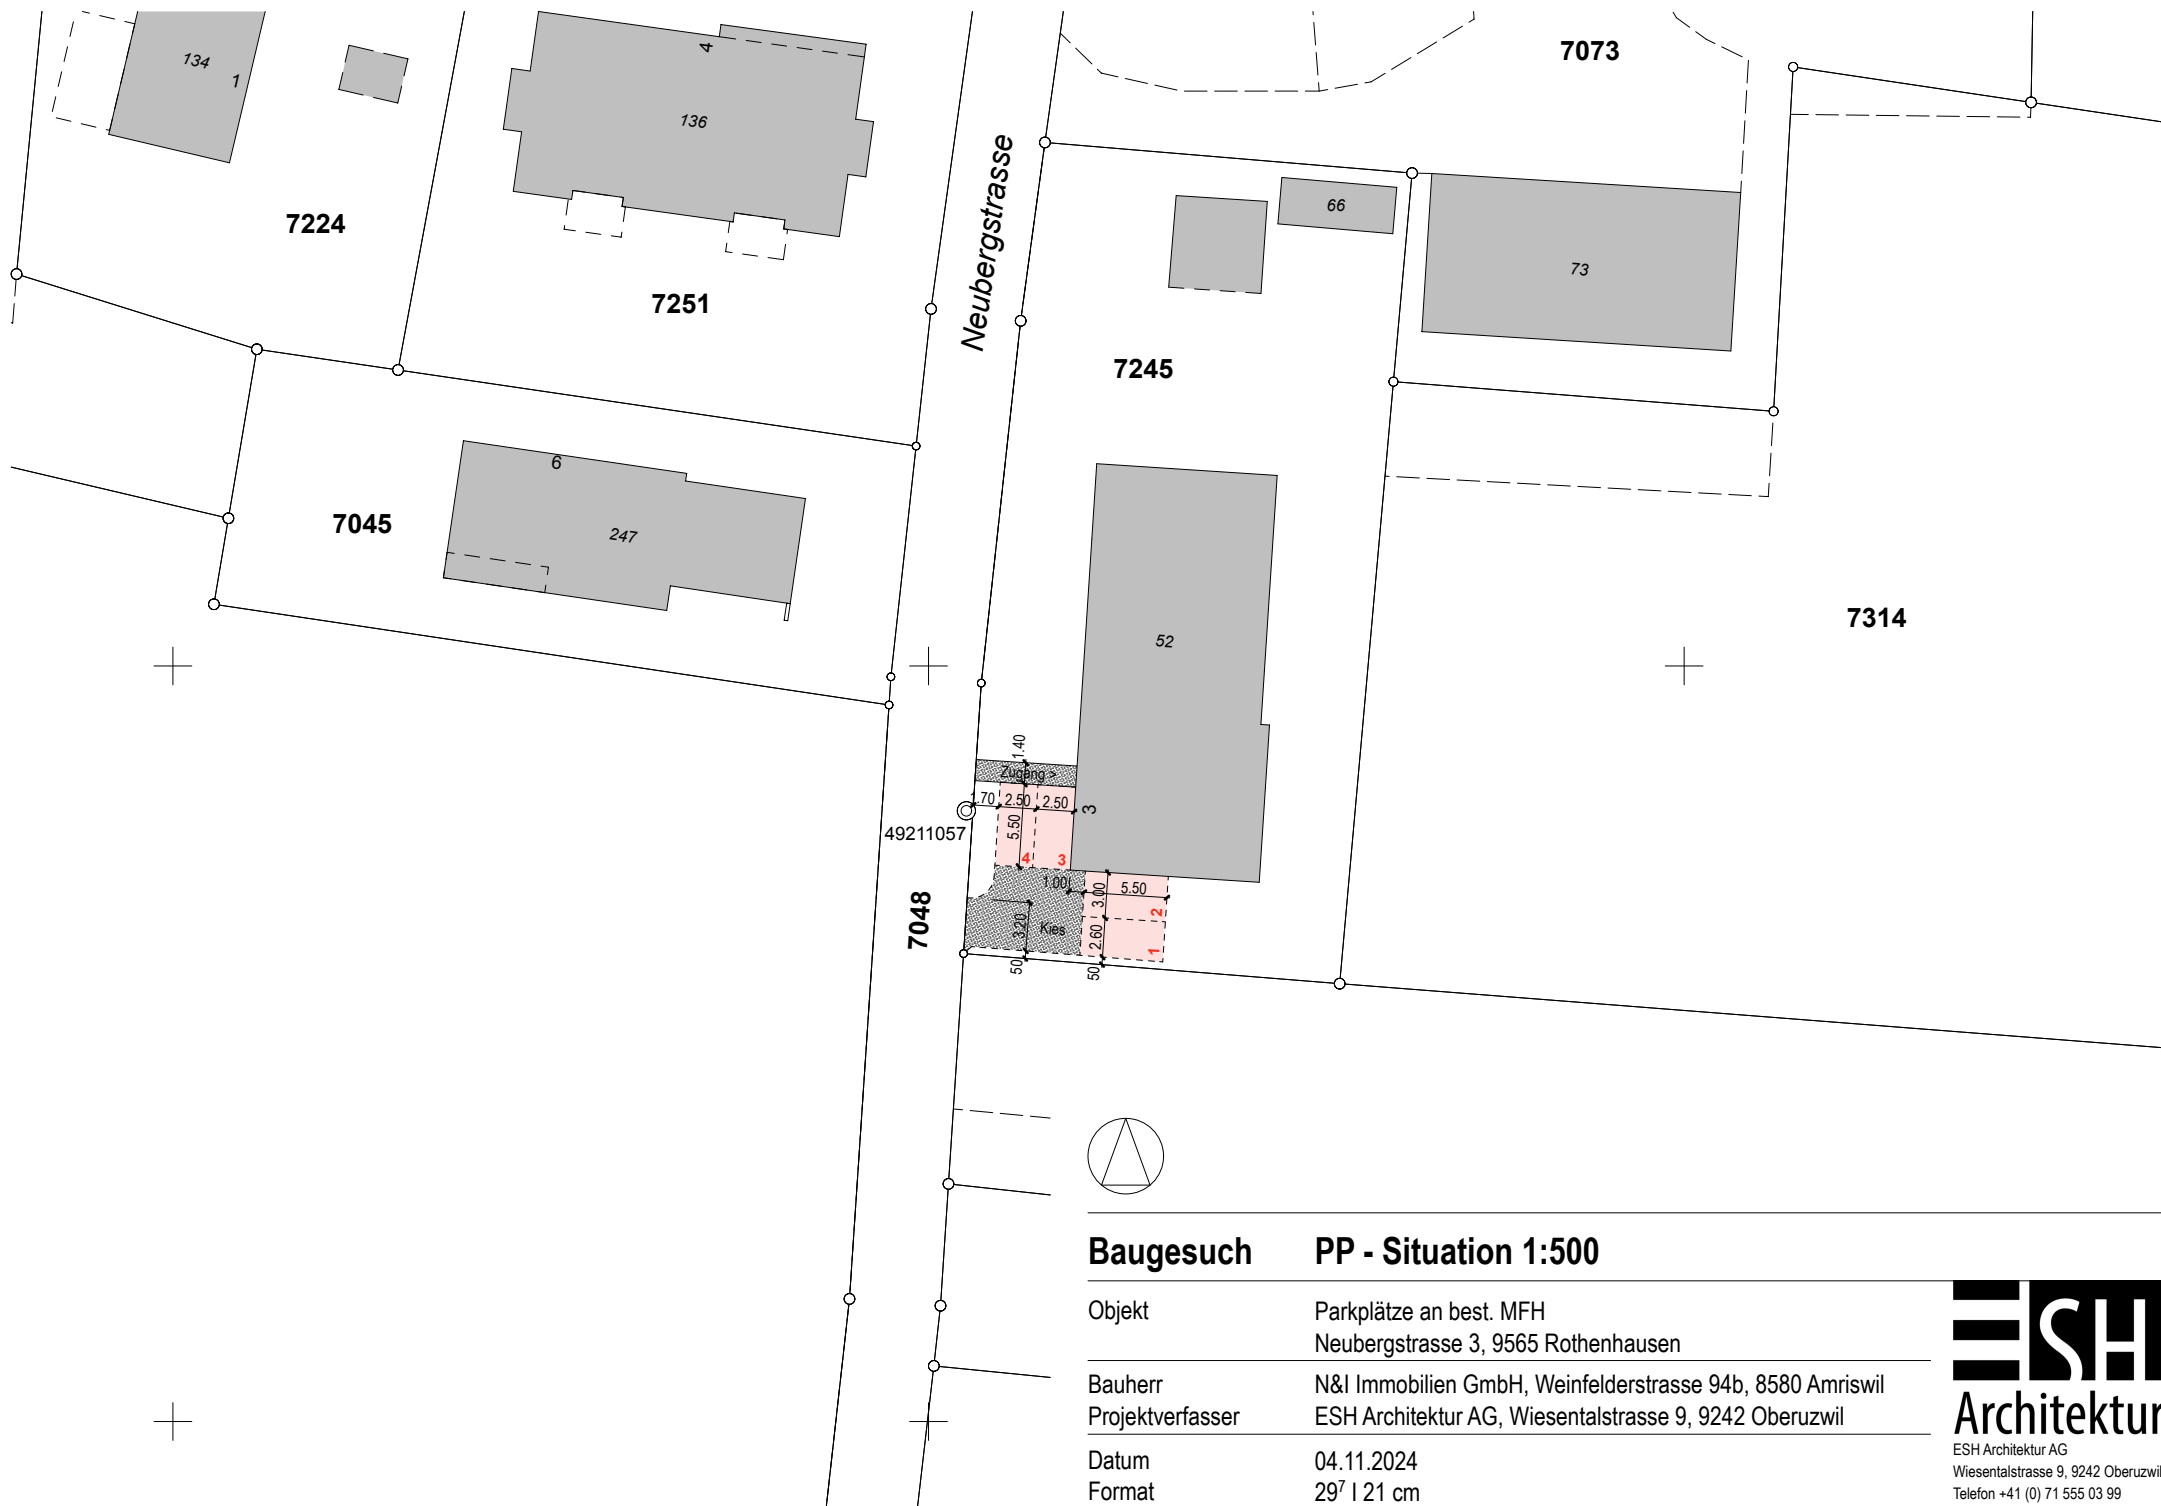 134
1
4
136
7073
7224
7251
Neubergstrasse
66
73
7245
6
7045
247
52
7314
1.40
Zugang >
1.70 2.50 2.50
3
5.50
49211057
4 3
1.00 3.00 5.50
2
7048
3.20 Kies 2.60 1
50 50
Baugesuch PP - Situation 1:500
Objekt Parkplätze an best. MFH
Neubergstrasse 3, 9565 Rothenhausen
Bauherr N&I Immobilien GmbH, Weinfelderstrasse 94b, 8580 Amriswil
Projektverfasser ESH Architektur AG, Wiesentalstrasse 9, 9242 Oberuzwil
Datum 04.11.2024
Format 29⁷ I 21 cm
ESH
Architektur
ESH Architektur AG
Wiesentalstrasse 9, 9242 Oberuzwil
Telefon +41 (0) 71 555 03 99